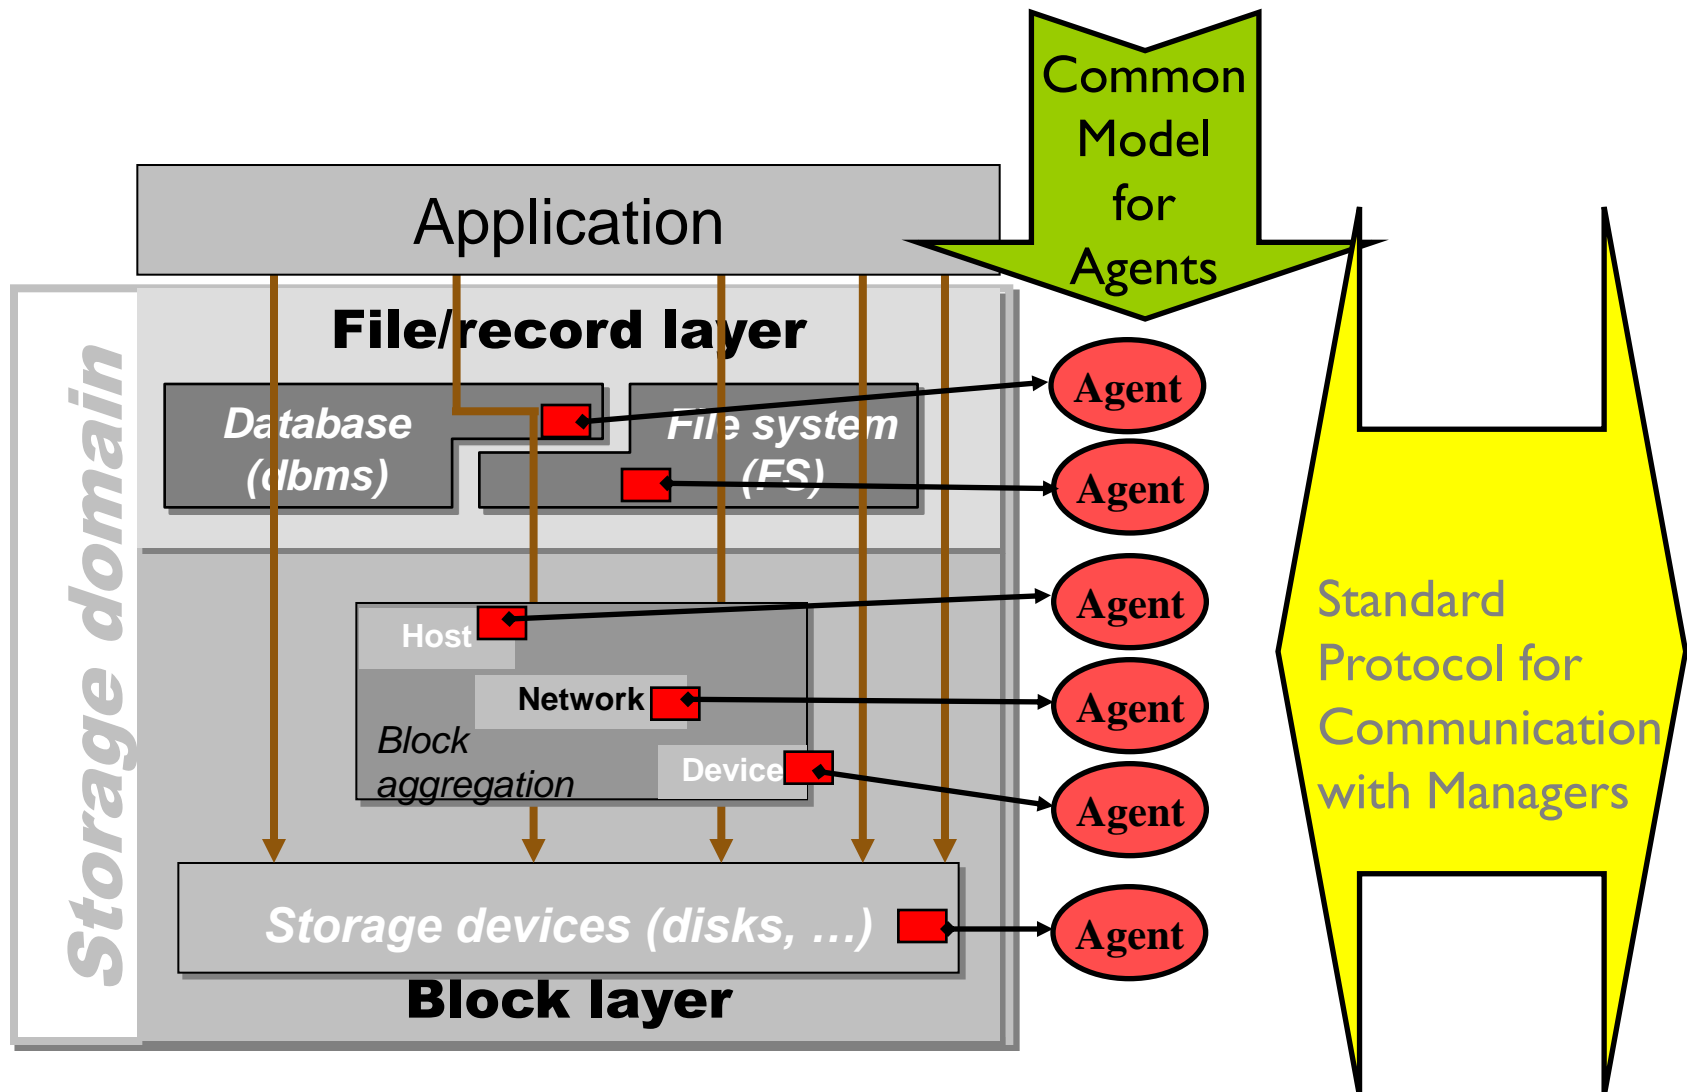 Common
Model
for
Agents
Application
Storage domain
File/record layer
Database
(dbms)
File system
(FS)
Agent
Agent
Host
Network
Block
aggregation
Device
Agent
Agent
Agent
Standard
Protocol for
Communication
with Managers
Storage devices (disks, …)
Agent
Block layer